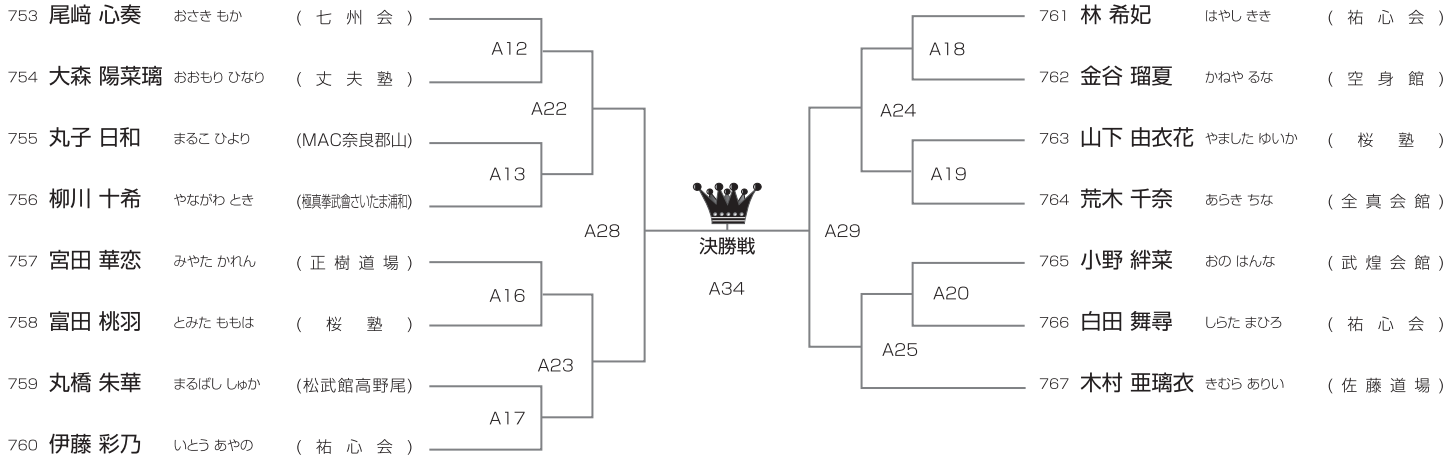 753 尾﨑 心奏 おさき もか (七州会)
A12
754 大森 陽菜璃 おおもり ひなり (丈夫塾)
A22
755 丸子 日和 まるこ ひより (MAC奈良郡山)
A13
756 柳川 十希 やながわ とき (極真拳武會さいたま浦和)
A28
757 宮田 華恋 みやた かれん (正樹道場)
A16
758 富田 桃羽 とみた ももは (桜塾)
A23
759 丸橋 朱華 まるばし しゅか (松武館高野尾)
A17
760 伊藤 彩乃 いとう あやの (祐心会)
決勝戦
A34
761 林 希妃 はやし きき (祐心会)
A18
762 金谷 瑠夏 かねや るな (空身館)
A24
763 山下 由衣花 やました ゆいか (桜塾)
A19
764 荒木 千奈 あらき ちな (全真会館)
A29
765 小野 絆菜 おの はんな (武煌会館)
A20
766 白田 舞尋 しらた まひろ (祐心会)
A25
767 木村 亜璃衣 きむら ありい (佐藤道場)